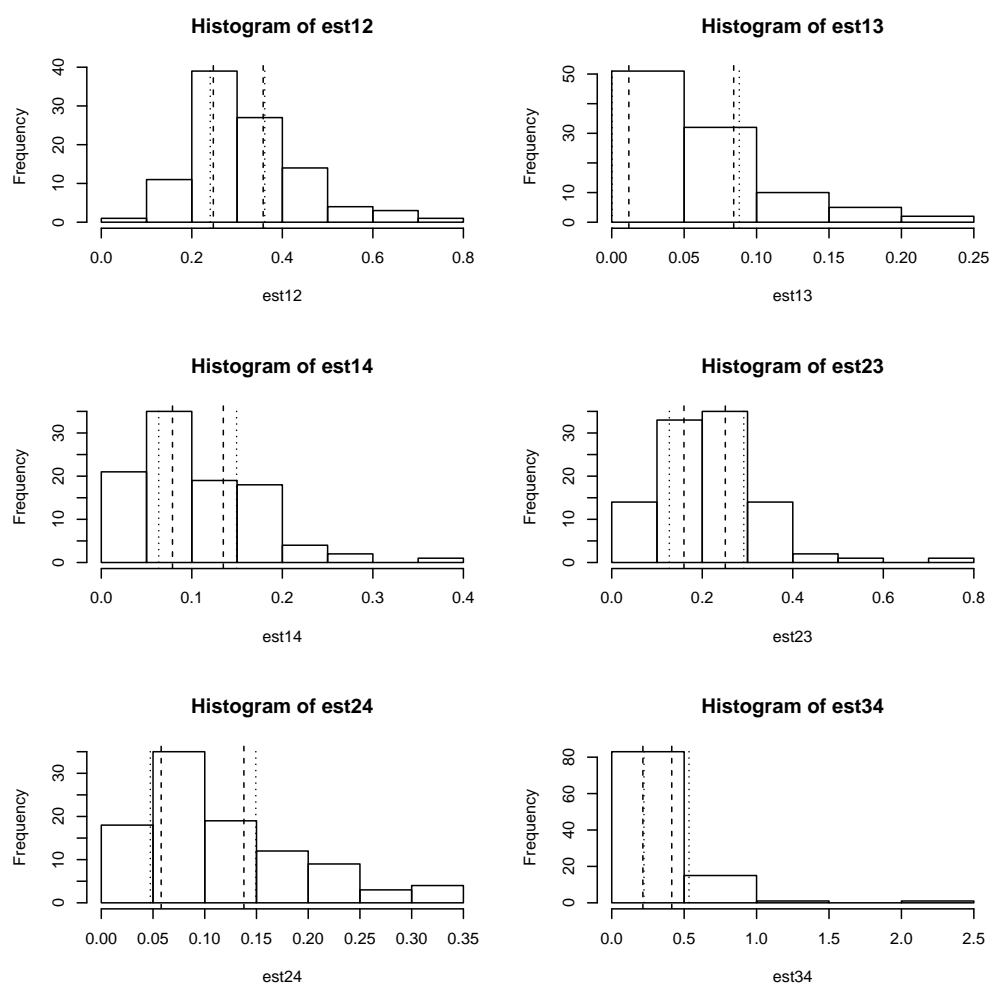 Histogram of est12
Frequency
0 10 20 30 40
0.0 0.2 0.4 0.6 0.8
est12
Histogram of est13
Frequency
0 10 30 50
0.00 0.05 0.10 0.15 0.20 0.25
est13
Histogram of est14
Frequency
0 10 20 30
0.0 0.1 0.2 0.3 0.4
est14
Histogram of est23
Frequency
0 10 20 30
0.0 0.2 0.4 0.6 0.8
est23
Histogram of est24
Frequency
0 10 20 30
0.00 0.05 0.10 0.15 0.20 0.25 0.30 0.35
est24
Histogram of est34
Frequency
0 20 40 60 80
0.0 0.5 1.0 1.5 2.0 2.5
est34